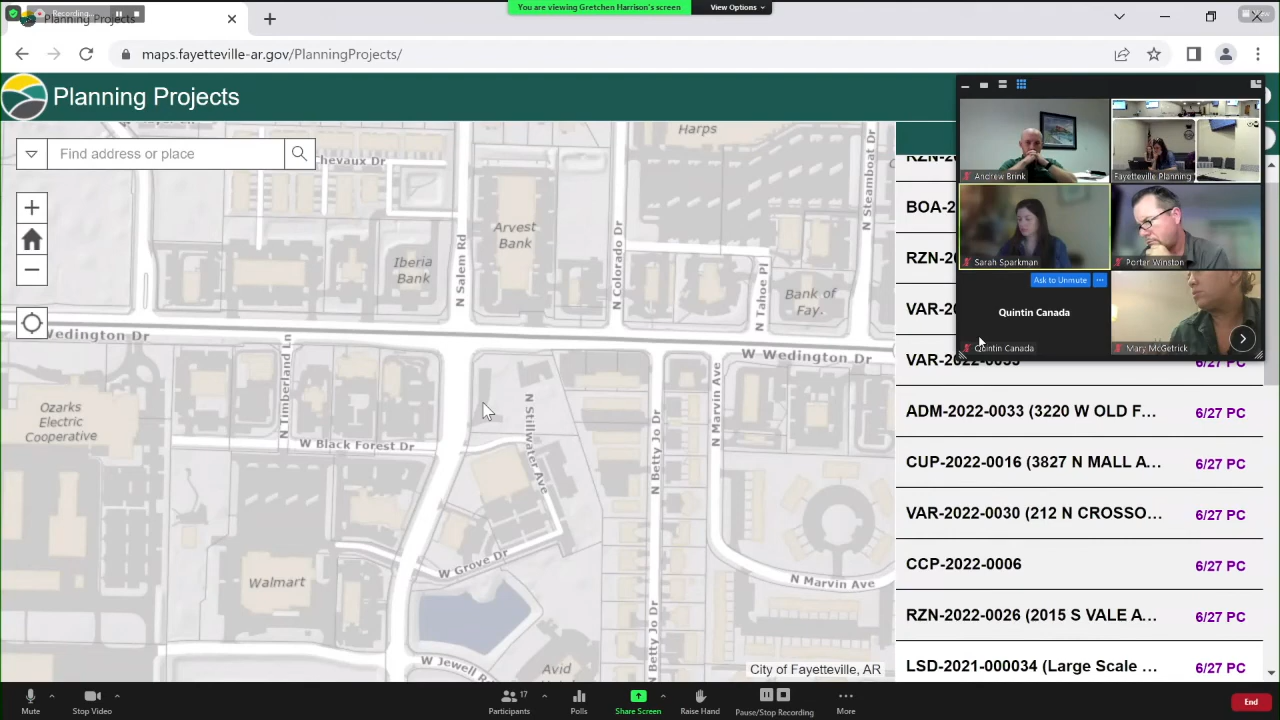 Recording...
Planning Projects
You are viewing Gretchen Harrison's screen
View Options
View
maps.fayetteville-ar.gov/PlanningProjects/
Planning Projects
Find address or place
Harps
chevaux Dr
N Steamboat Dr
Arvest
Bank
Iberia
Bank
N Salem Rd
N Colorado Dr
N Tahoe Pl
Bank of
Fay.
Wedington Dr
W Wedington Dr
N Timberland Ln
Ozarks
Electric
Cooperative
W Black Forest Dr
N Stillwater Ave
N Betty Jo Dr
N Marvin Ave
W Grove Dr
N Marvin Ave
Walmart
N Betty Jo Dr
W Jewell R
Avid
City of Fayetteville, AR
Andrew Brink
Fayetteville Planning
Sarah Sparkman
Porter Winston
Ask to Unmute
Quintin Canada
Quintin Canada
Mary McGetrick
RZN-2
BOA-2
RZN-2
VAR-2
VAR-2022-0033 6/27 PC
ADM-2022-0033 (3220 W OLD F... 6/27 PC
CUP-2022-0016 (3827 N MALL A... 6/27 PC
VAR-2022-0030 (212 N CROSSO... 6/27 PC
CCP-2022-0006 6/27 PC
RZN-2022-0026 (2015 S VALE A... 6/27 PC
LSD-2021-000034 (Large Scale ... 6/27 PC
Mute
Stop Video
17
Participants
Polls
Share Screen
Raise Hand
Pause/Stop Recording
More
End